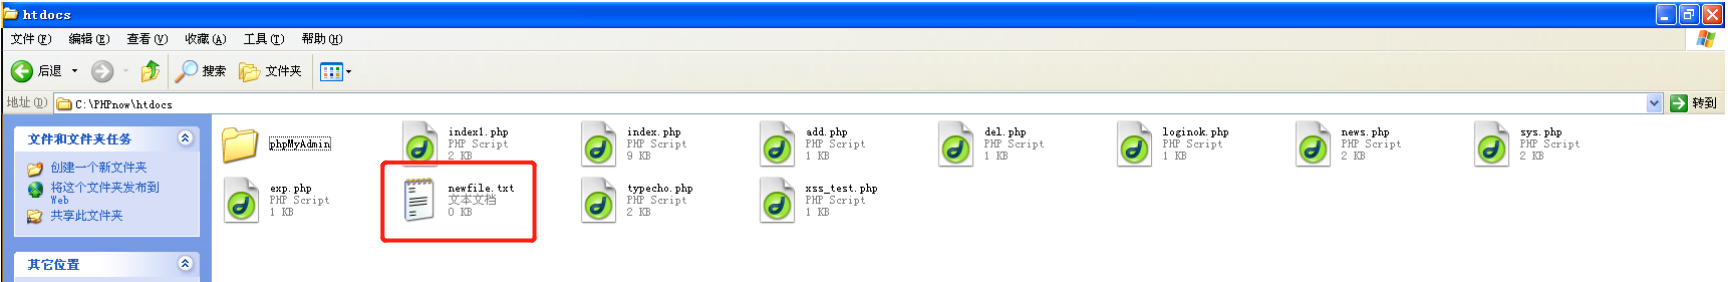 htdocs
文件(F) 编辑(E) 查看(V) 收藏(A) 工具(T) 帮助(H)
后退 搜索 文件夹
地址(D) C:\PHPnow\htdocs 转到
文件和文件夹任务
创建一个新文件夹
将这个文件夹发布到
Web
共享此文件夹
其它位置
phpMyAdmin
index1.php
PHP Script
2 KB
index.php
PHP Script
9 KB
add.php
PHP Script
1 KB
del.php
PHP Script
1 KB
loginok.php
PHP Script
1 KB
news.php
PHP Script
2 KB
sys.php
PHP Script
2 KB
exp.php
PHP Script
1 KB
newfile.txt
文本文档
0 KB
typecho.php
PHP Script
2 KB
xss_test.php
PHP Script
1 KB